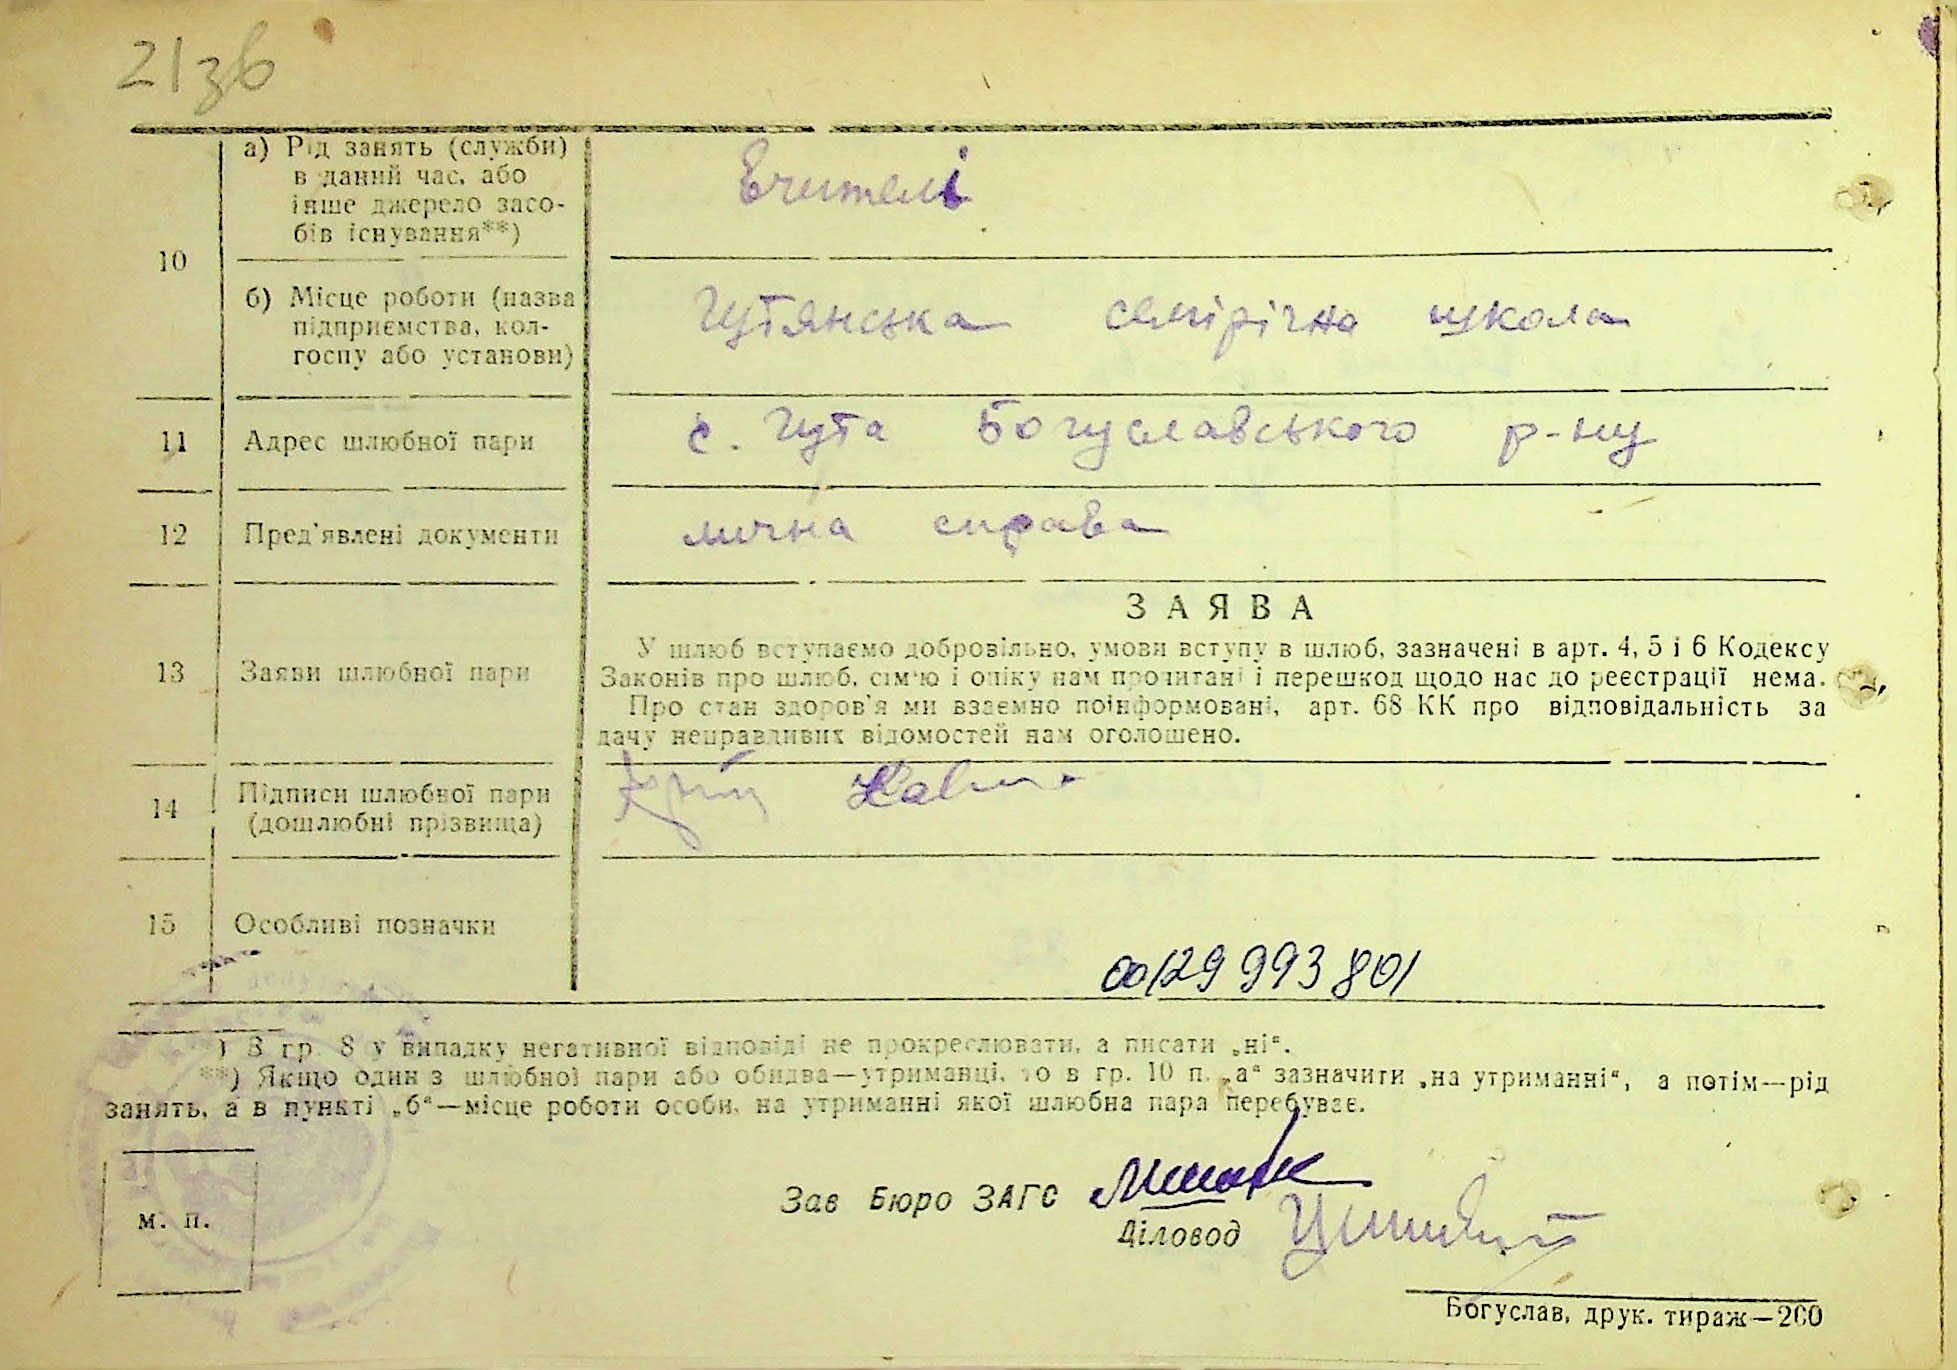 21зв
а) Рід занять (служби)
в даний час, або
інше джерело засо-
бів існування**)
Вчителі
10
б) Місце роботи (назва
підприємства, кол-
госпу або установи)
Гутянська семірічна школа
11 Адрес шлюбної пари с. Гута Богуславського р-ну
12 Пред'явлені документи лична справа
ЗАЯВА
13 Заяви шлюбної пари
У шлюб вступаємо добровільно, умови вступу в шлюб, зазначені в арт. 4, 5 і 6 Кодексу
Законів про шлюб, сім'ю і опіку нам прочитані і перешкод щодо нас до реєстрації нема.
Про стан здоров'я ми взаємно поінформовані, арт. 68 КК про відповідальність за
дачу неправдивих відомостей нам оголошено.
14 Підписи шлюбної пари
(дошлюбні прізвища)
15 Особливі позначки
00129993801
) В гр. 8 у випадку негативної відповіді не прокреслювати, а писати „ні“.
**) Якщо один з шлюбної пари або обидва—утриманці, то в гр. 10 п. „а“ зазначити „на утриманні“, а потім—рід
занять, а в пункті „б“—місце роботи особи, на утриманні якої шлюбна пара перебуває.
Зав Бюро ЗАГС
Діловод
м. п.
Богуслав, друк. тираж—200